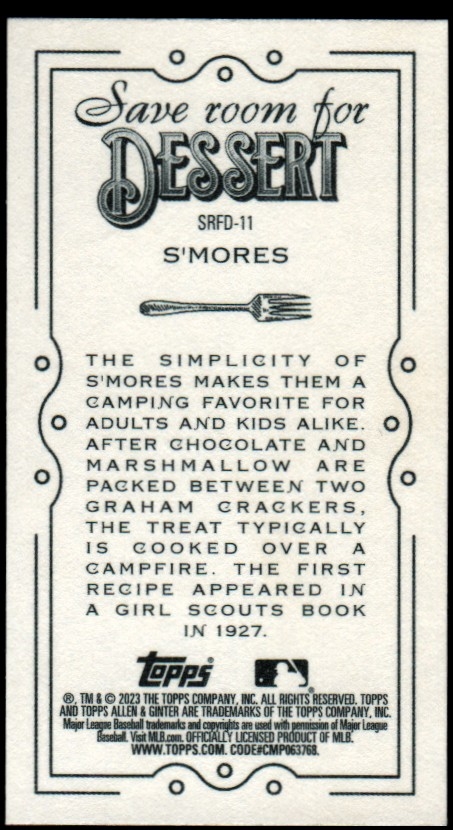 Save room for
DESSERT
SRFD-11
S'MORES
THE SIMPLICITY OF
S'MORES MAKES THEM A
CAMPING FAVORITE FOR
ADULTS AND KIDS ALIKE.
AFTER CHOCOLATE AND
MARSHMALLOW ARE
PACKED BETWEEN TWO
GRAHAM CRACKERS,
THE TREAT TYPICALLY
IS COOKED OVER A
CAMPFIRE. THE FIRST
RECIPE APPEARED IN
A GIRL SCOUTS BOOK
IN 1927.
topps®
®, TM & © 2023 THE TOPPS COMPANY, INC. ALL RIGHTS RESERVED. TOPPS
AND TOPPS ALLEN & GINTER ARE TRADEMARKS OF THE TOPPS COMPANY, INC.
Major League Baseball trademarks and copyrights are used with permission of Major League
Baseball. Visit MLB.com. OFFICIALLY LICENSED PRODUCT OF MLB.
WWW.TOPPS.COM. CODE#CMP063768.